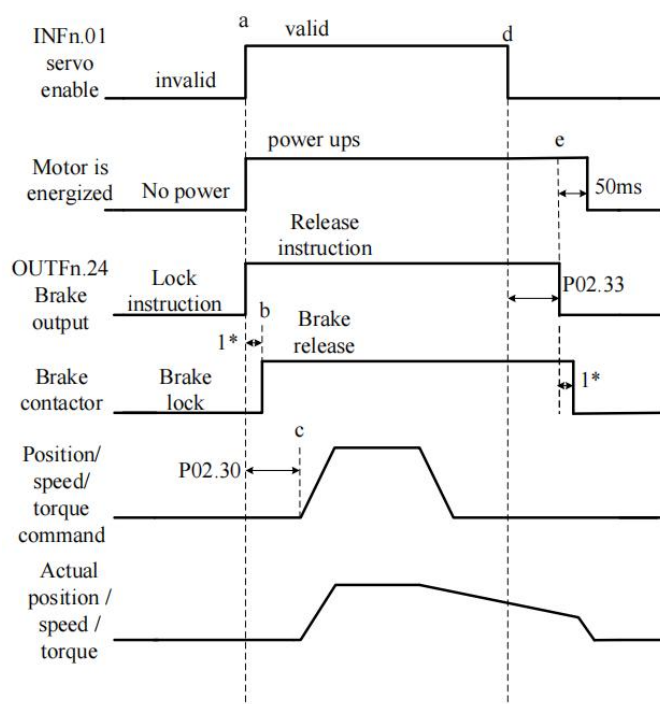 a
INFn.01
servo
enable
valid
d
invalid
Motor is
energized
power ups
e
No power
50ms
Release
instruction
OUTFn.24
Brake
output
Lock
instruction
P02.33
b
1*
Brake
release
Brake
contactor
Brake
lock
1*
Position/
speed/
torque
command
c
P02.30
Actual
position /
speed /
torque